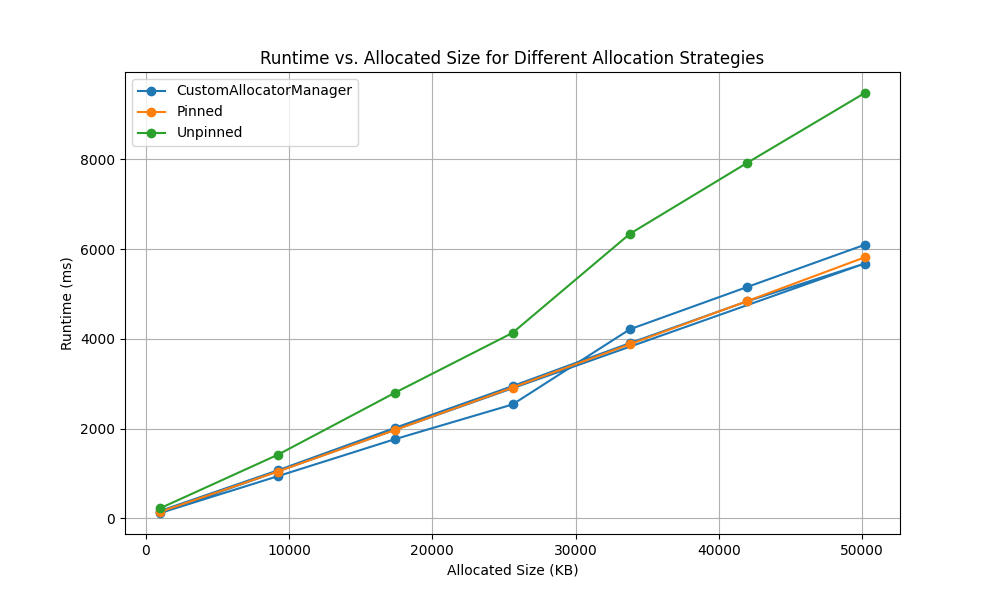 Runtime vs. Allocated Size for Different Allocation Strategies
CustomAllocatorManager
Pinned
Unpinned
8000
6000
4000
2000
0
Runtime (ms)
0 10000 20000 30000 40000 50000
Allocated Size (KB)